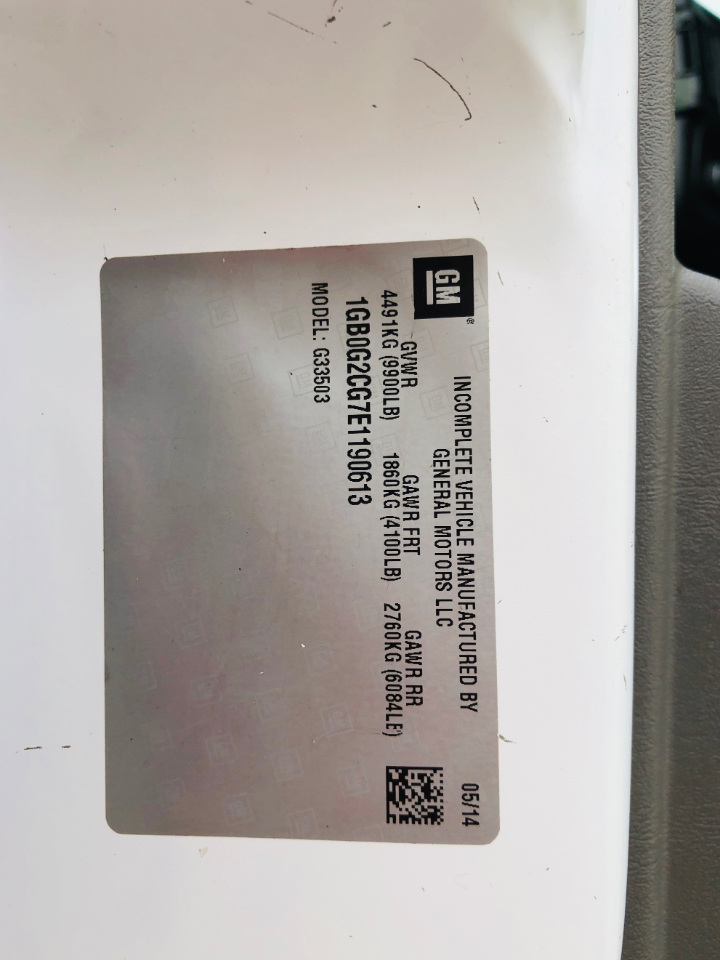 GM®
INCOMPLETE VEHICLE MANUFACTURED BY
GENERAL MOTORS LLC
05/14
GVWR GAWR FRT GAWR RR
4491KG (9900LB) 1860KG (4100LB) 2760KG (6084LB)
1GB0G2CG7E1190613
MODEL: G33503